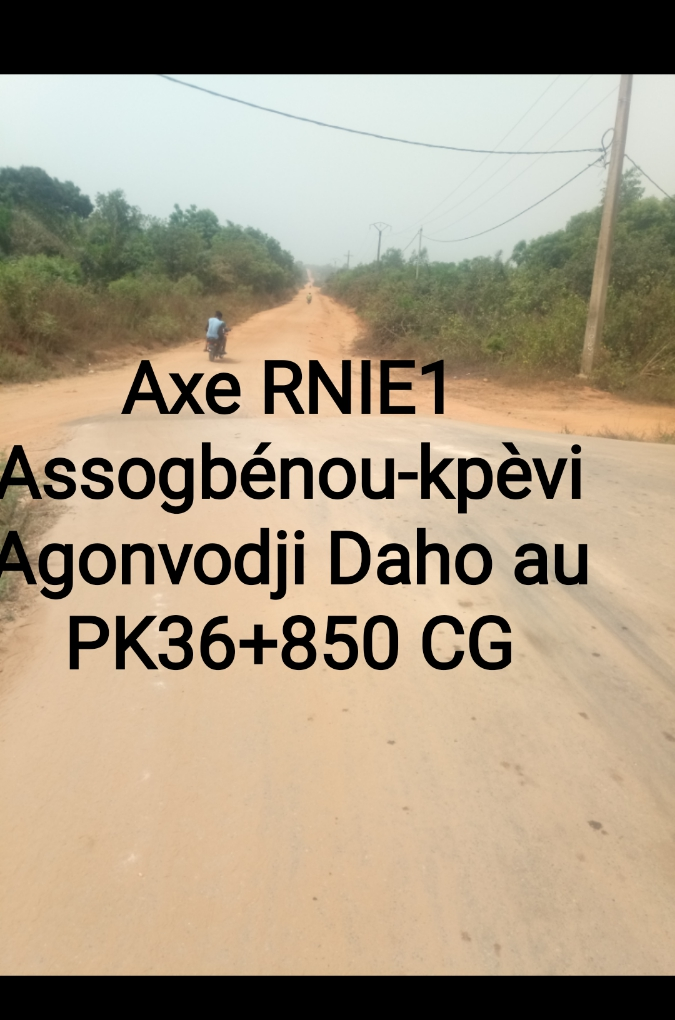 Axe RNIE1
Assogbénou-kpèvi
Agonvodji Daho au
PK36+850 CG